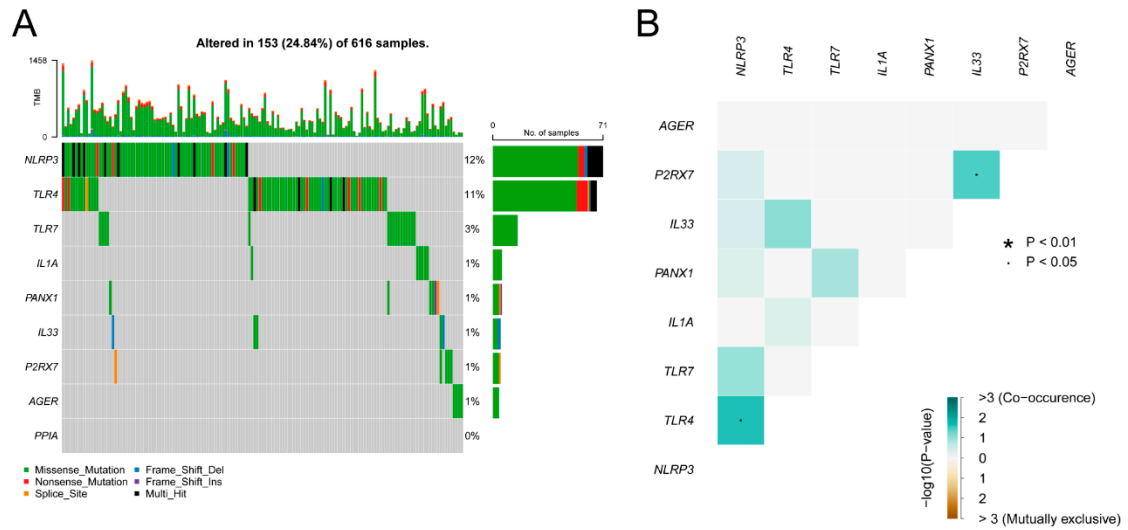 A
Altered in 153 (24.84%) of 616 samples.
1458
TMB
0
0 71
No. of samples
NLRP3 12%
TLR4 11%
TLR7 3%
IL1A 1%
PANX1 1%
IL33 1%
P2RX7 1%
AGER 1%
PPIA 0%
Missense_Mutation Frame_Shift_Del
Nonsense_Mutation Frame_Shift_Ins
Splice_Site Multi_Hit
B
NLRP3 TLR4 TLR7 IL1A PANX1 IL33 P2RX7 AGER
AGER
P2RX7
IL33
PANX1
IL1A
TLR7
TLR4
NLRP3
* P < 0.01
· P < 0.05
-log10(P-value)
>3 (Co-occurence)
2
1
0
1
2
> 3 (Mutually exclusive)